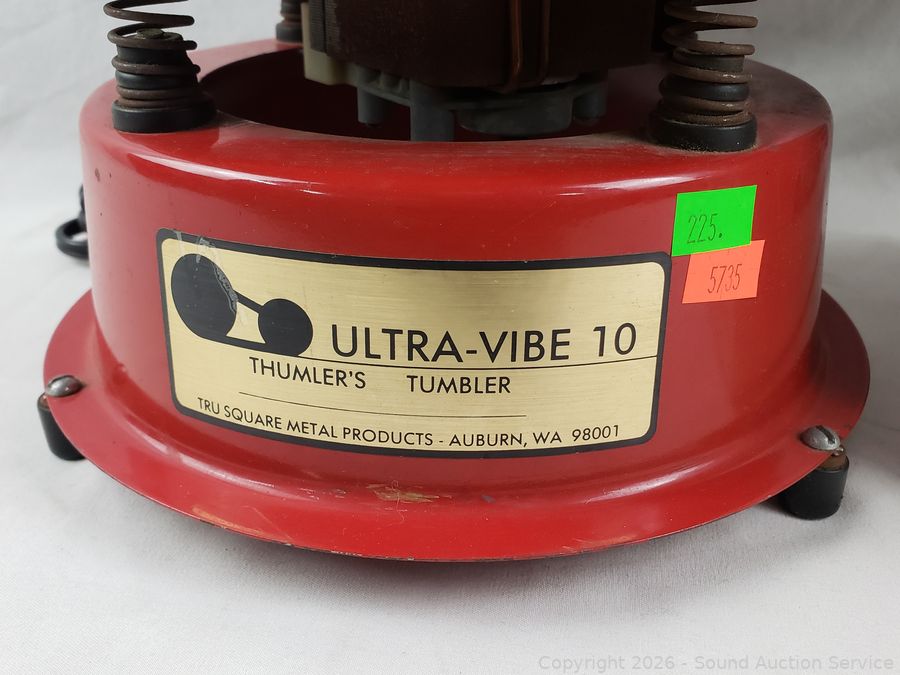 225.
5735
ULTRA-VIBE 10
THUMLER'S TUMBLER
TRU SQUARE METAL PRODUCTS - AUBURN, WA 98001
Copyright 2026 - Sound Auction Service